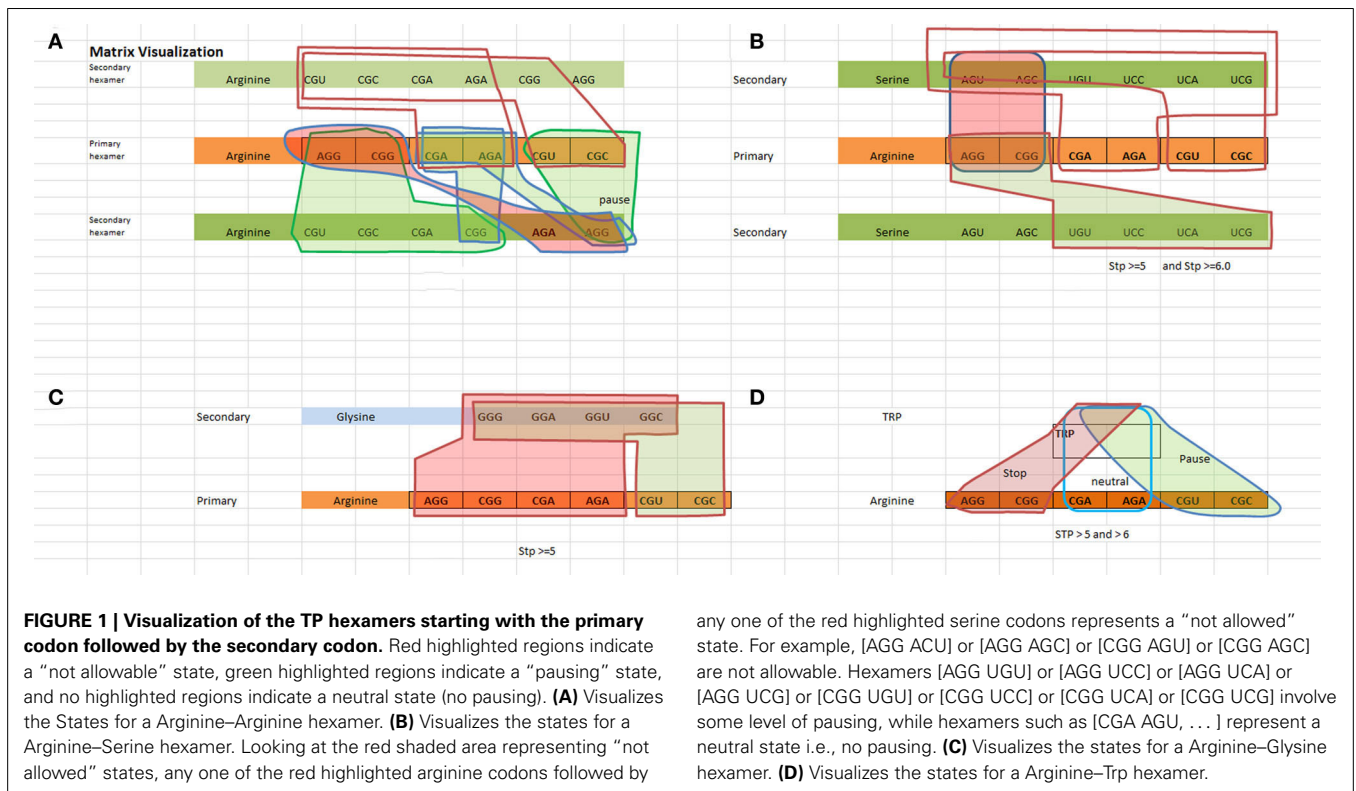 A
Matrix Visualization
Secondary
hexamer
Arginine CGU CGC CGA AGA CGG AGG
Primary
hexamer
Arginine AGG CGG CGA AGA CGU CGC
pause
Secondary
hexamer
Arginine CGU CGC CGA CGG AGA AGG
B
Secondary Serine AGU AGC UGU UCC UCA UCG
Primary Arginine AGG CGG CGA AGA CGU CGC
Secondary Serine AGU AGC UGU UCC UCA UCG
Stp >=5 and Stp >=6.0
C
Secondary Glysine GGG GGA GGU GGC
Primary Arginine AGG CGG CGA AGA CGU CGC
Stp >=5
D
TRP
TRP
Stop
Pause
neutral
Arginine AGG CGG CGA AGA CGU CGC
STP > 5 and > 6
FIGURE 1 | Visualization of the TP hexamers starting with the primary
codon followed by the secondary codon. Red highlighted regions indicate
a “not allowable” state, green highlighted regions indicate a “pausing” state,
and no highlighted regions indicate a neutral state (no pausing). (A) Visualizes
the States for a Arginine–Arginine hexamer. (B) Visualizes the states for a
Arginine–Serine hexamer. Looking at the red shaded area representing “not
allowed” states, any one of the red highlighted arginine codons followed by
any one of the red highlighted serine codons represents a “not allowed”
state. For example, [AGG ACU] or [AGG AGC] or [CGG AGU] or [CGG AGC]
are not allowable. Hexamers [AGG UGU] or [AGG UCC] or [AGG UCA] or
[AGG UCG] or [CGG UGU] or [CGG UCC] or [CGG UCA] or [CGG UCG] involve
some level of pausing, while hexamers such as [CGA AGU, . . . ] represent a
neutral state i.e., no pausing. (C) Visualizes the states for a Arginine–Glysine
hexamer. (D) Visualizes the states for a Arginine–Trp hexamer.